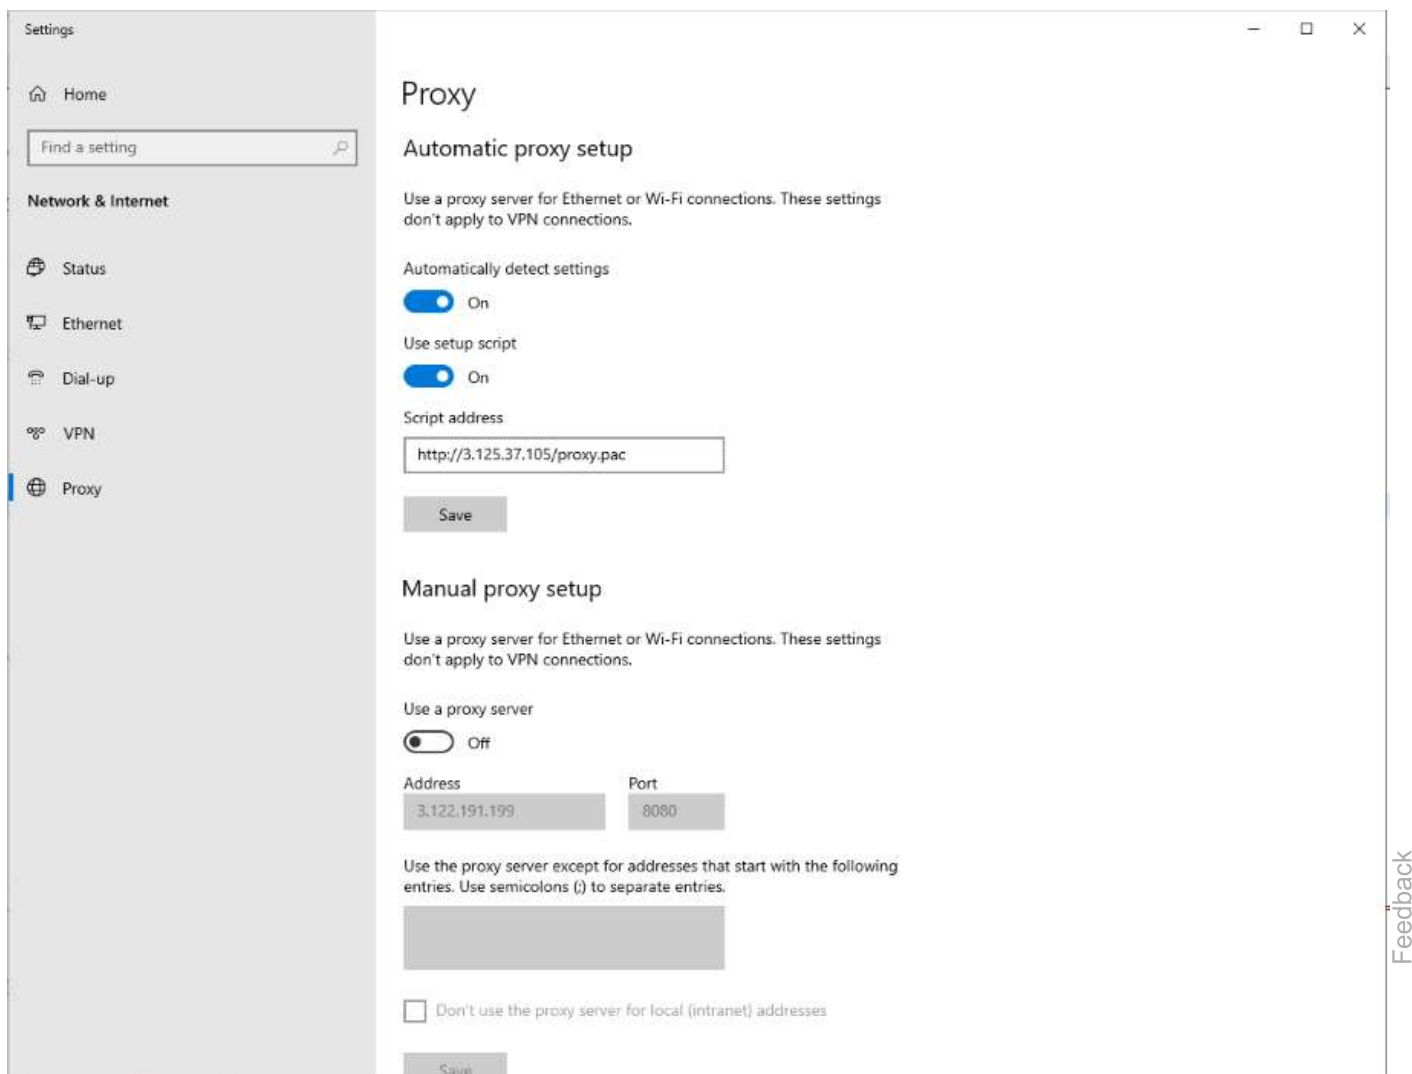 Settings
Home
Find a setting
Network & Internet
Status
Ethernet
Dial-up
VPN
Proxy
Proxy
Automatic proxy setup
Use a proxy server for Ethernet or Wi-Fi connections. These settings
don't apply to VPN connections.
Automatically detect settings
On
Use setup script
On
Script address
http://3.125.37.105/proxy.pac
Save
Manual proxy setup
Use a proxy server for Ethernet or Wi-Fi connections. These settings
don't apply to VPN connections.
Use a proxy server
Off
Address Port
3.122.191.199 8080
Use the proxy server except for addresses that start with the following
entries. Use semicolons (;) to separate entries.
Don't use the proxy server for local (intranet) addresses
Save
Feedback